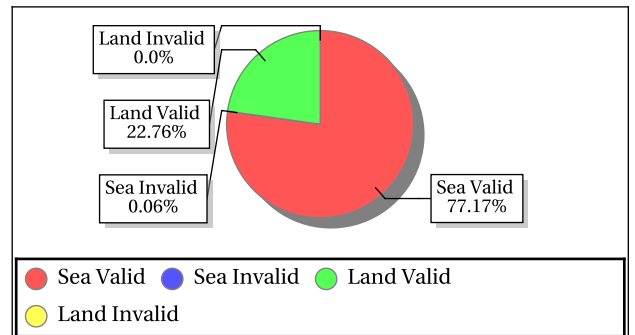 Land Invalid
0.0%
Land Valid
22.76%
Sea Invalid
0.06%
Sea Valid
77.17%
Sea Valid
Sea Invalid
Land Valid
Land Invalid